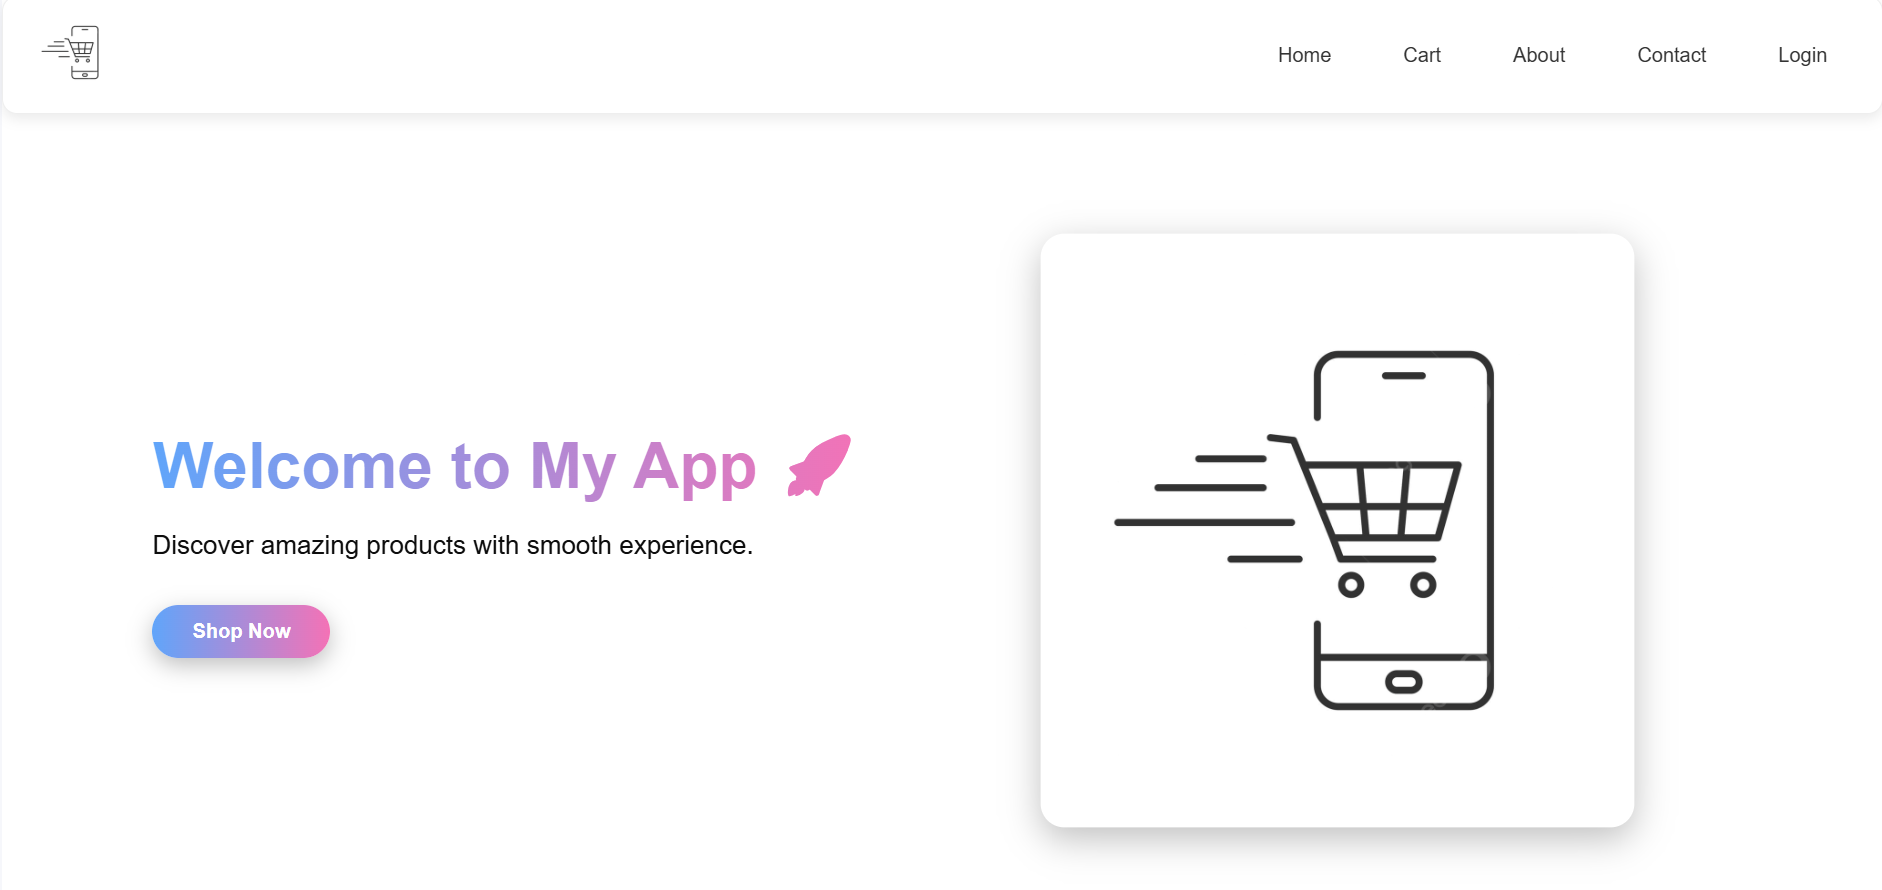 Home Cart About Contact Login
Welcome to My App 🚀
Discover amazing products with smooth experience.
Shop Now